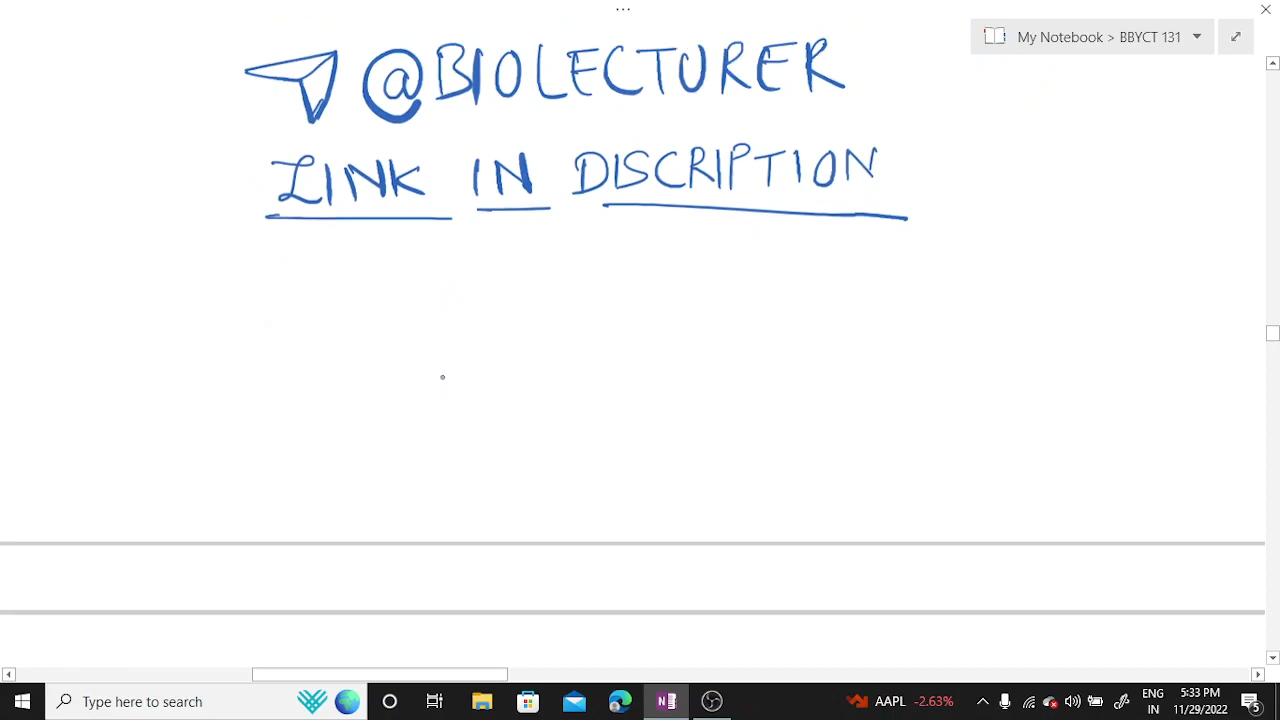 ...
My Notebook > BBYCT 131
@BIOLECTURER
LINK IN DISCRIPTION
Type here to search
AAPL -2.63%
ENG
IN
5:33 PM
11/29/2022
5